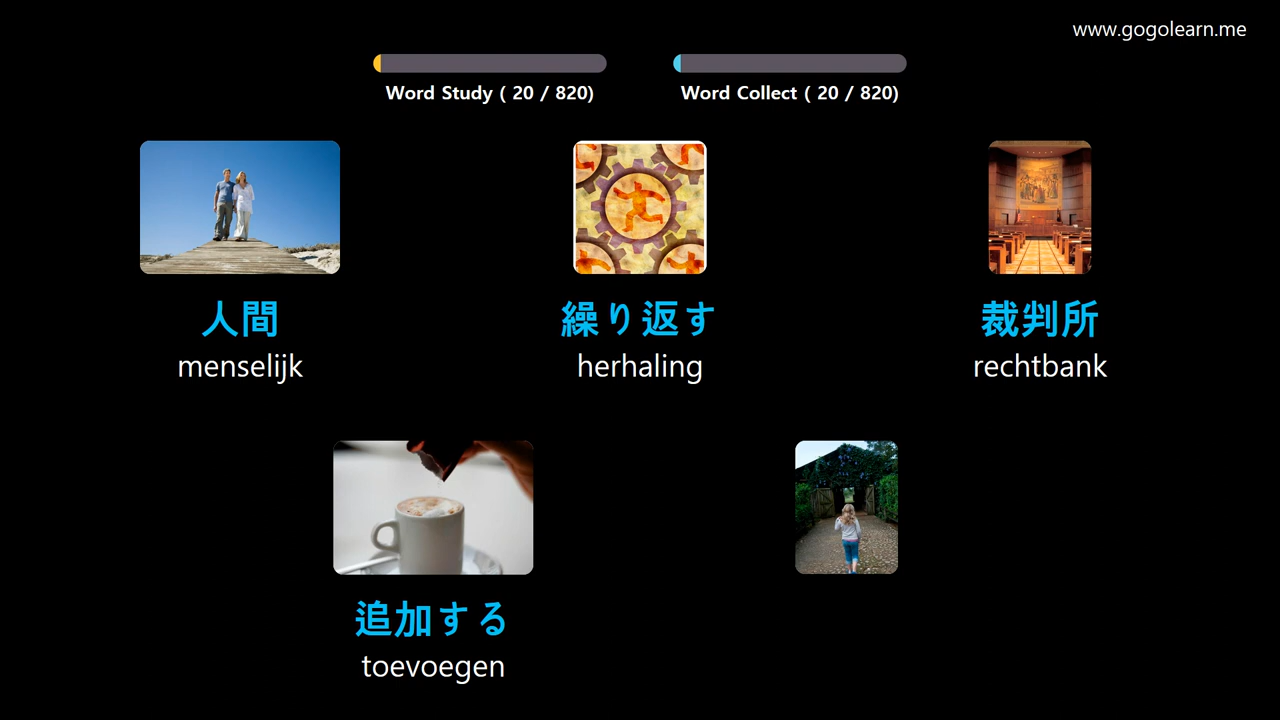 www.gogolearn.me
Word Study ( 20 / 820)
Word Collect ( 20 / 820)
人間
menselijk
繰り返す
herhaling
裁判所
rechtbank
追加する
toevoegen